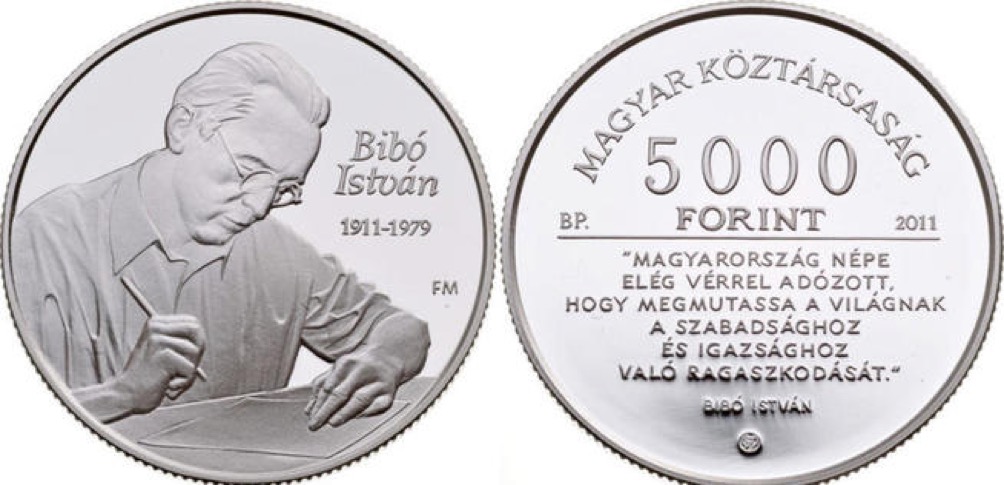 Bibó
István
1911-1979
FM
MAGYAR KÖZTÁRSASÁG
5000
BP. FORINT 2011
"MAGYARORSZÁG NÉPE
ELÉG VÉRREL ADÓZOTT,
HOGY MEGMUTASSA A VILÁGNAK
A SZABADSÁGHOZ
ÉS IGAZSÁGHOZ
VALÓ RAGASZKODÁSÁT."
BIBÓ ISTVÁN